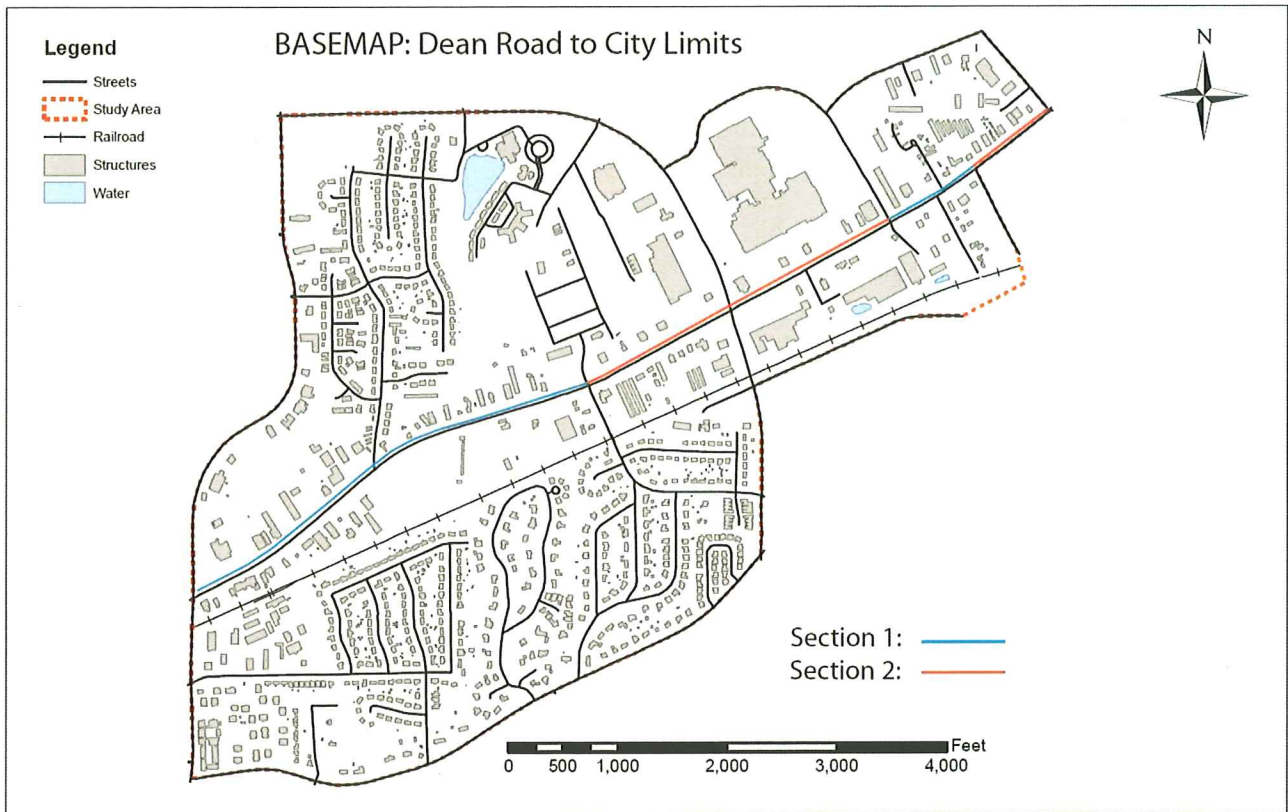 BASEMAP: Dean Road to City Limits
Legend
Streets
Study Area
Railroad
Structures
Water
N
Section 1:
Section 2:
Feet
0 500 1,000 2,000 3,000 4,000